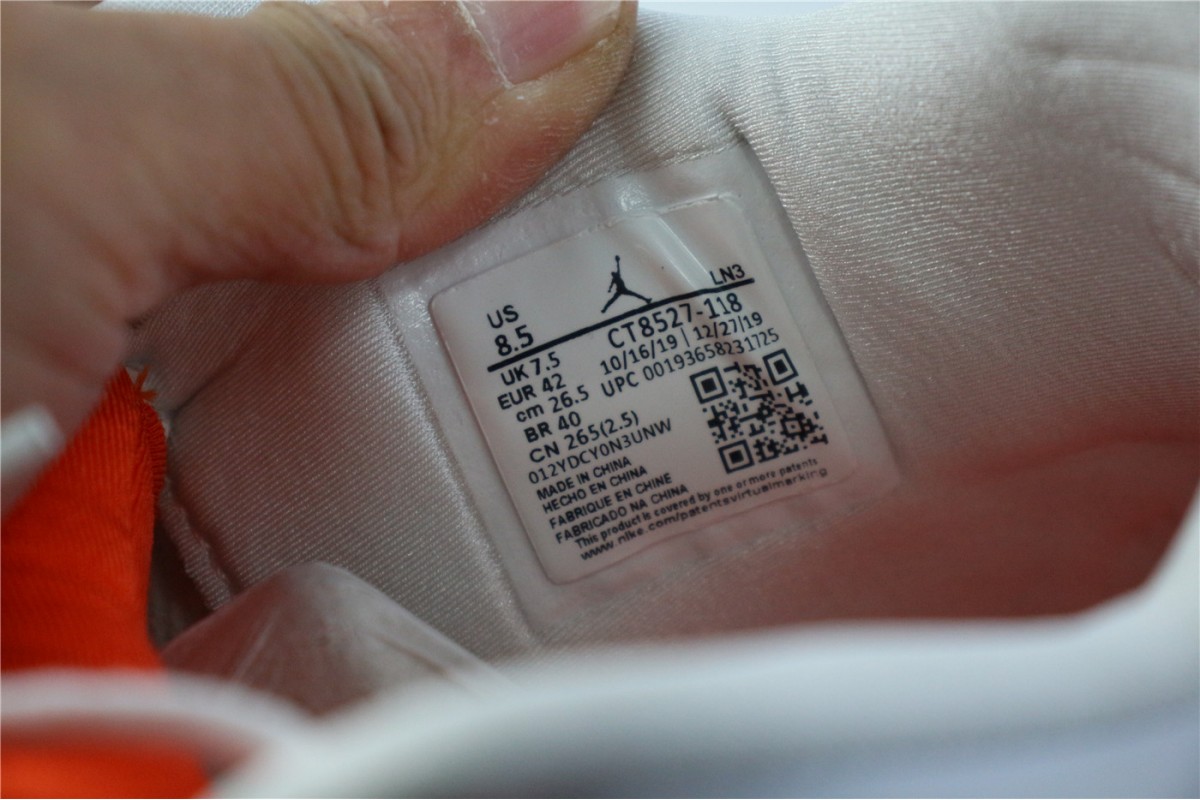 US
8.5
LN3
UK 7.5
EUR 42
cm 26.5
BR 40
CN 265(2.5)
CT8527-118
10/16/19 | 12/27/19
UPC 00193658231725
012YDCY0N3UNW
MADE IN CHINA
HECHO EN CHINA
FABRIQUE EN CHINE
FABRICADO NA CHINA
This product is covered by one or more patents
www.nike.com/patentsvirtualmarking